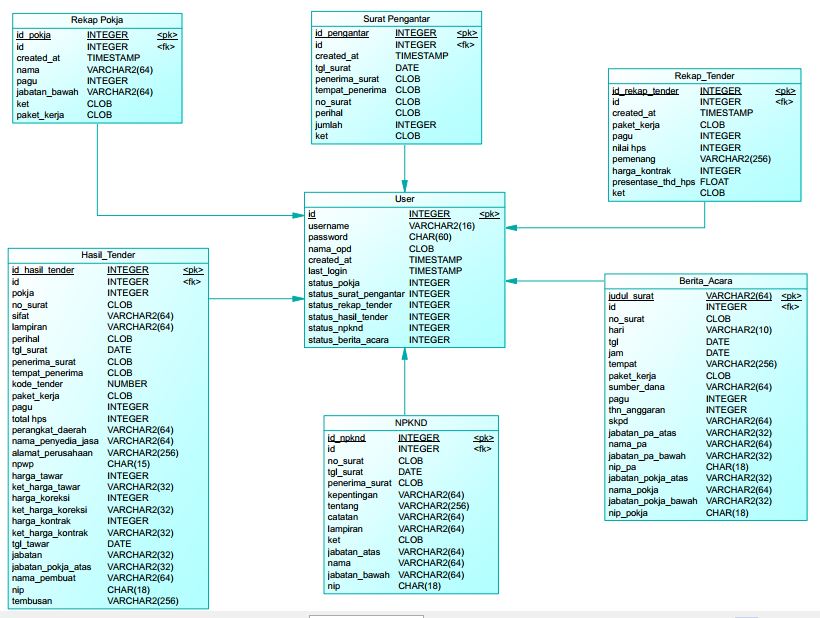 Rekap Pokja
id_pokja INTEGER <pk>
id INTEGER <fk>
created_at TIMESTAMP
nama VARCHAR2(64)
pagu INTEGER
jabatan_bawah VARCHAR2(64)
ket CLOB
paket_kerja CLOB
Surat Pengantar
id_pengantar INTEGER <pk>
id INTEGER <fk>
created_at TIMESTAMP
tgl_surat DATE
penerima_surat CLOB
tempat_penerima CLOB
no_surat CLOB
perihal CLOB
jumlah INTEGER
ket CLOB
Rekap_Tender
id_rekap_tender INTEGER <pk>
id INTEGER <fk>
created_at TIMESTAMP
paket_kerja CLOB
pagu INTEGER
nilai hps INTEGER
pemenang VARCHAR2(256)
harga_kontrak INTEGER
presentase_thd_hps FLOAT
ket CLOB
User
id INTEGER <pk>
username VARCHAR2(16)
password CHAR(60)
nama_opd CLOB
created_at TIMESTAMP
last_login TIMESTAMP
status_pokja INTEGER
status_surat_pengantar INTEGER
status_rekap_tender INTEGER
status_hasil_tender INTEGER
status_npknd INTEGER
status_berita_acara INTEGER
Hasil_Tender
id_hasil_tender INTEGER <pk>
id INTEGER <fk>
pokja INTEGER
no_surat CLOB
sifat VARCHAR2(64)
lampiran VARCHAR2(64)
perihal CLOB
tgl_surat DATE
penerima_surat CLOB
tempat_penerima CLOB
kode_tender NUMBER
paket_kerja CLOB
pagu INTEGER
total hps INTEGER
perangkat_daerah VARCHAR2(64)
nama_penyedia_jasa VARCHAR2(64)
alamat_perusahaan VARCHAR2(256)
npwp CHAR(15)
harga_tawar INTEGER
ket_harga_tawar VARCHAR2(32)
harga_koreksi INTEGER
ket_harga_koreksi VARCHAR2(32)
harga_kontrak INTEGER
ket_harga_kontrak VARCHAR2(32)
tgl_tawar DATE
jabatan VARCHAR2(32)
jabatan_pokja_atas VARCHAR2(32)
nama_pembuat VARCHAR2(64)
nip CHAR(18)
tembusan VARCHAR2(256)
Berita_Acara
judul_surat VARCHAR2(64) <pk>
id INTEGER <fk>
no_surat CLOB
hari VARCHAR2(10)
tgl DATE
jam DATE
tempat VARCHAR2(256)
paket_kerja CLOB
sumber_dana VARCHAR2(64)
pagu INTEGER
thn_anggaran INTEGER
skpd VARCHAR2(64)
jabatan_pa_atas VARCHAR2(32)
nama_pa VARCHAR2(64)
jabatan_pa_bawah VARCHAR2(32)
nip_pa CHAR(18)
jabatan_pokja_atas VARCHAR2(32)
nama_pokja VARCHAR2(64)
jabatan_pokja_bawah VARCHAR2(32)
nip_pokja CHAR(18)
NPKND
id_npknd INTEGER <pk>
id INTEGER <fk>
no_surat CLOB
tgl_surat DATE
penerima_surat CLOB
kepentingan VARCHAR2(64)
tentang VARCHAR2(256)
catatan VARCHAR2(64)
lampiran VARCHAR2(64)
ket CLOB
jabatan_atas VARCHAR2(64)
nama VARCHAR2(64)
jabatan_bawah VARCHAR2(64)
nip CHAR(18)